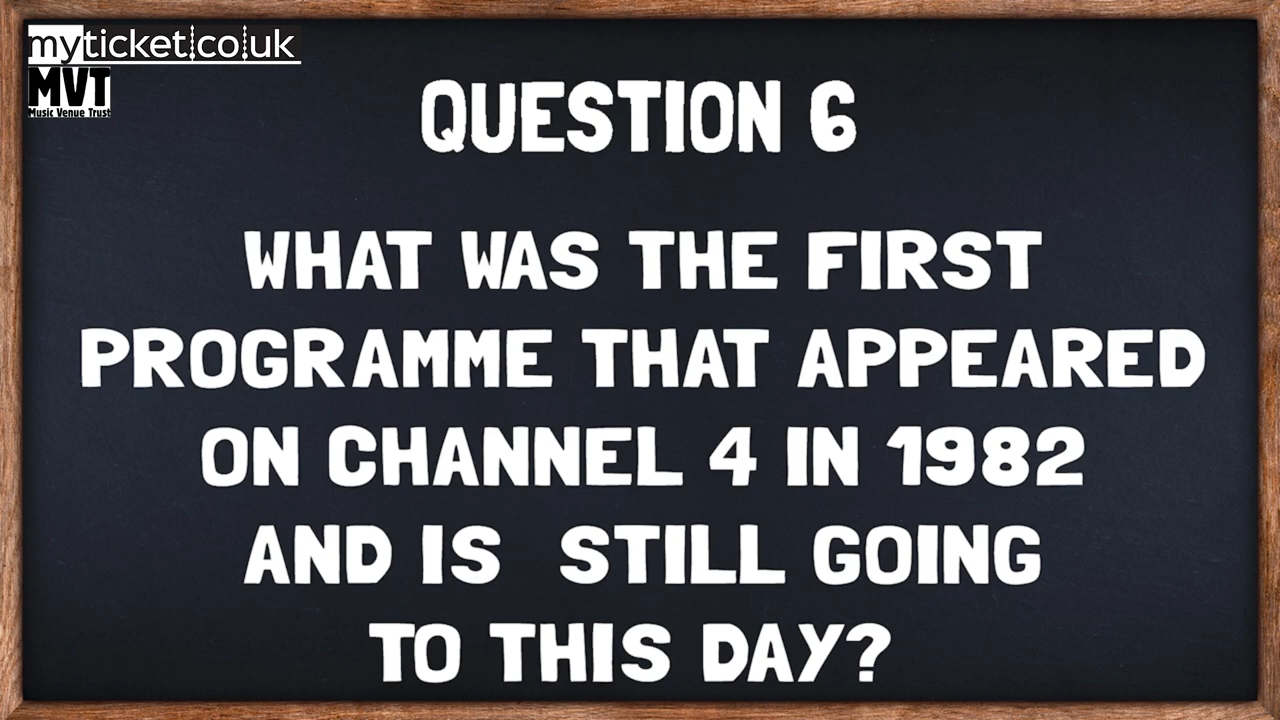 myticket.co.uk
MVT
Music Venue Trust
QUESTION 6
WHAT WAS THE FIRST
PROGRAMME THAT APPEARED
ON CHANNEL 4 IN 1982
AND IS STILL GOING
TO THIS DAY?